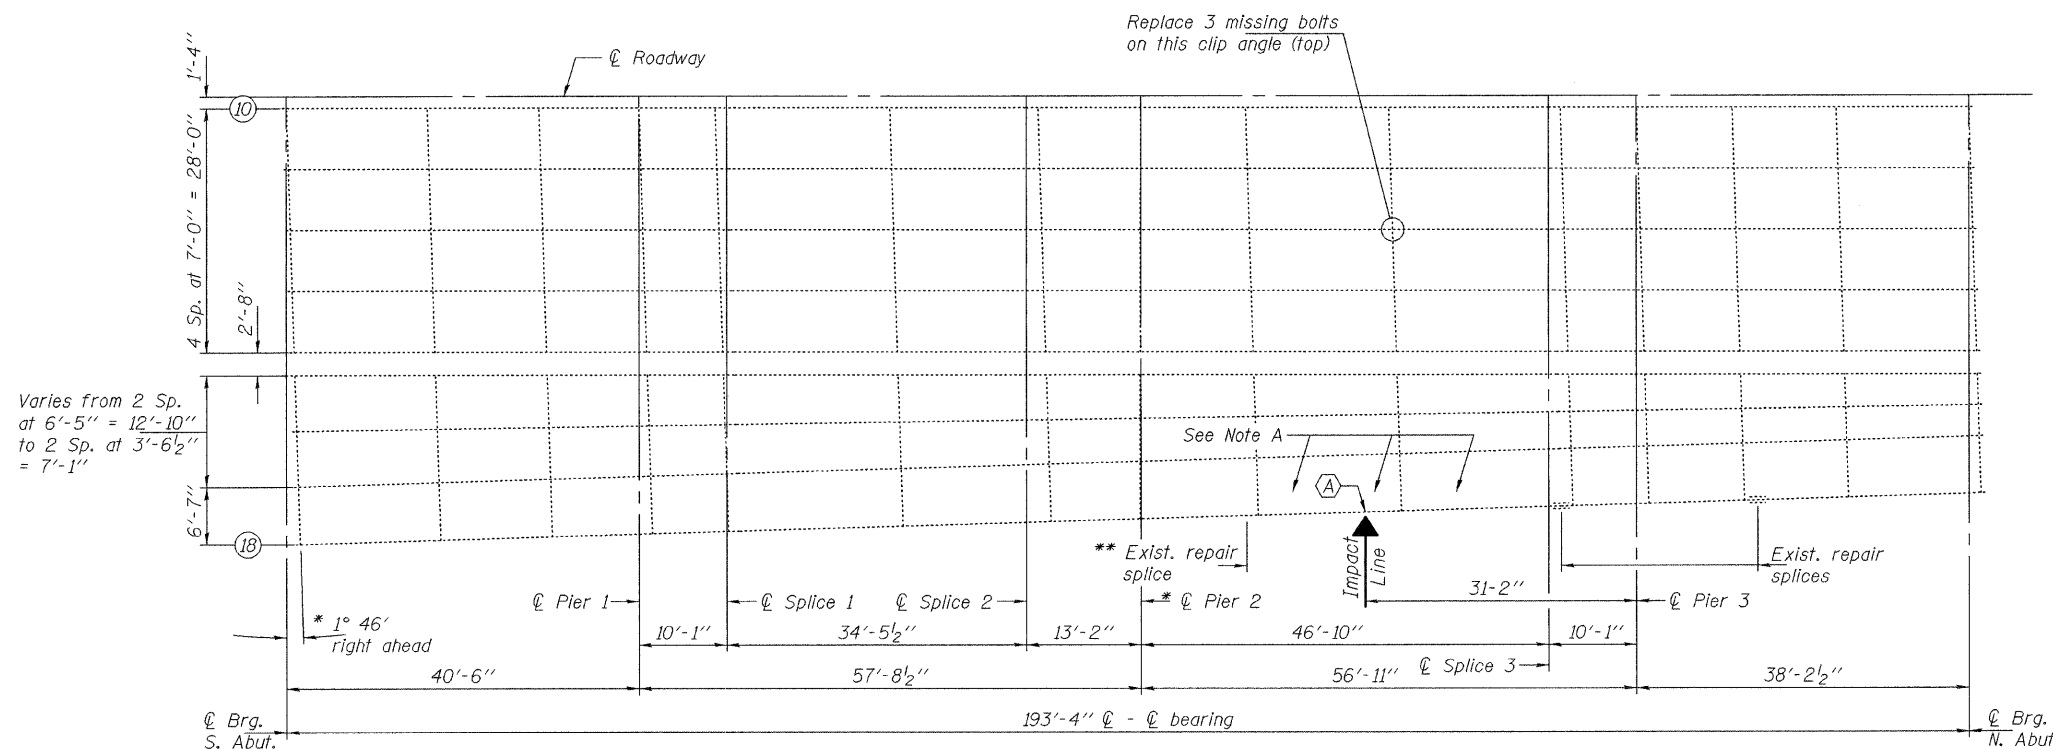 Replace 3 missing bolts
on this clip angle (top)
℄ Roadway
1'-4"
10
4 Sp. at 7'-0" = 28'-0"
2'-8"
Varies from 2 Sp.
at 6'-5" = 12'-10"
to 2 Sp. at 3'-6½"
= 7'-1"
See Note A
A
6'-7"
18
** Exist. repair
splice
Impact
Line
Exist. repair
splices
31'-2"
℄ Pier 1
℄ Splice 1
℄ Splice 2
* ℄ Pier 2
℄ Pier 3
* 1° 46'
right ahead
10'-1"
34'-5½"
13'-2"
46'-10"
10'-1"
℄ Splice 3
40'-6"
57'-8½"
56'-11"
38'-2½"
℄ Brg.
S. Abut.
193'-4" ℄ - ℄ bearing
℄ Brg.
N. Abut